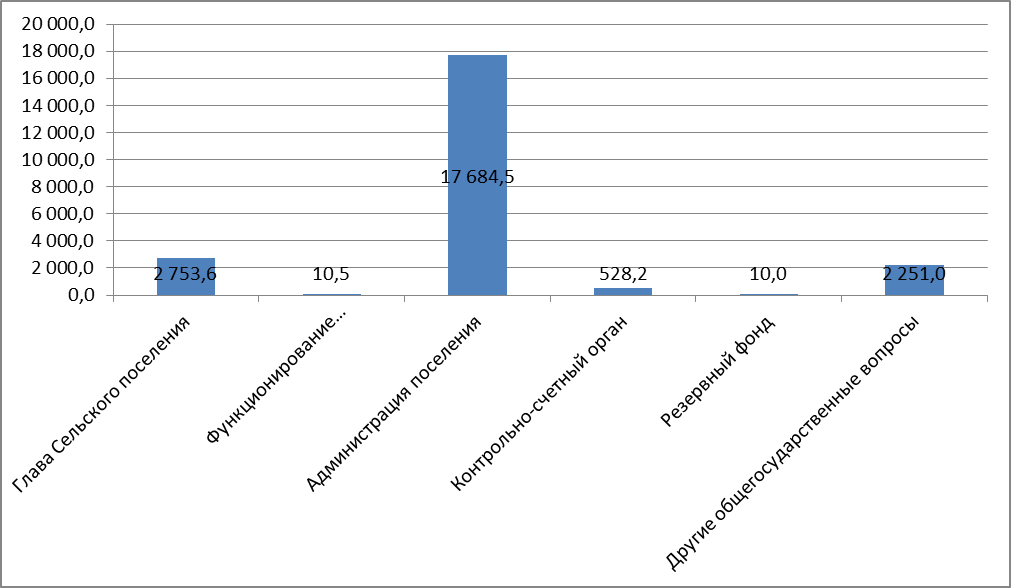 20 000,0
18 000,0
16 000,0
14 000,0
12 000,0
10 000,0
8 000,0
6 000,0
4 000,0
2 000,0
0,0
2 753,6
10,5
17 684,5
528,2
10,0
2 251,0
Глава Сельского поселения
Функционирование...
Администрация поселения
Контрольно-счетный орган
Резервный фонд
Другие общегосударственные вопросы